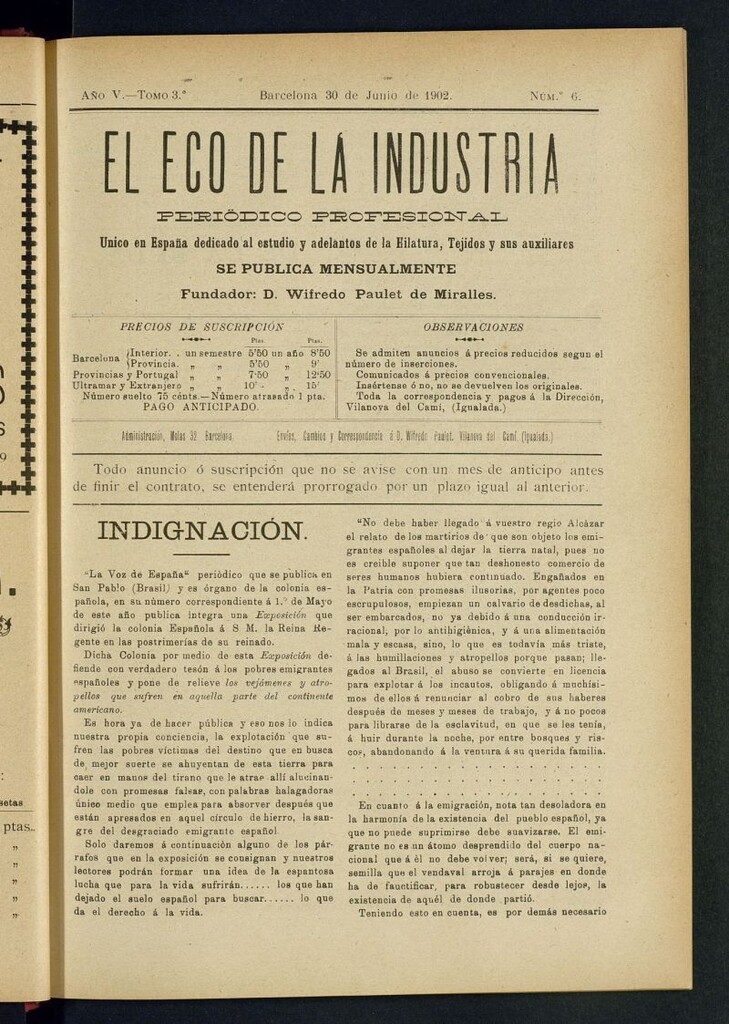 AÑO V.—TOMO 3.º Barcelona 30 de Junio de 1902. NÚM.º 6.
EL ECO DE LA INDUSTRIA
PERIÓDICO PROFESIONAL
Unico en España dedicado al estudio y adelantos de la Hilatura, Tejidos y sus auxiliares
SE PUBLICA MENSUALMENTE
Fundador: D. Wifredo Paulet de Miralles.
PRECIOS DE SUSCRIPCIÓN
Ptas. Ptas.
Barcelona {Interior. . un semestre 5'50 un año 8'50
{Provincia. „ „ 5'50 „ 9'
Provincias y Portugal „ „ 7'50 „ 12'50
Ultramar y Extranjero „ „ 10'- „ 15'
Número suelto 75 cénts.—Número atrasado 1 pta.
PAGO ANTICIPADO.
OBSERVACIONES
Se admiten anuncios á precios reducidos segun el
número de inserciones.
Comunicados á precios convencionales.
Insértense ó no, no se devuelven los originales.
Toda la correspondencia y pagos á la Dirección,
Vilanova del Camí, (Igualada.)
Administración, Molas 32 Barcelona. Envíos, Cambios y Correspondencia á D. Wifredo Paulet. Vilanova del Camí. (Igualada.)
Todo anuncio ó suscripción que no se avise con un mes de anticipo antes
de finir el contrato, se entenderá prorrogado por un plazo igual al anterior.
INDIGNACIÓN.
"La Voz de España" periódico que se publica en
San Pablo (Brasil) y es órgano de la colonia es-
pañola, en su número correspondiente á 1.º de Mayo
de este año publica integra una Exposición que
dirigió la colonia Española á S M. la Reina Re-
gente en las postrimerías de su reinado.
Dicha Colonia por medio de esta Exposición de-
fiende con verdadero tesón á los pobres emigrantes
españoles y pone de relieve los vejámenes y atro-
pellos que sufren en aquella parte del continente
americano.
Es hora ya de hacer pública y eso nos lo indica
nuestra propia conciencia, la explotación que su-
fren las pobres víctimas del destino que en busca
de mejor suerte se ahuyentan de esta tierra para
caer en manos del tirano que le atrae allí alucinan-
dole con promesas falsas, con palabras halagadoras
único medio que emplea para absorver después que
están apresados en aquel círculo de hierro, la san-
gre del desgraciado emigrante español.
Solo daremos á continuación alguno de los pár-
rafos que en la exposición se consignan y nuestros
lectores podrán formar una idea de la espantosa
lucha que para la vida sufrirán...... los que han
dejado el suelo español para buscar...... lo que
da el derecho á la vida.
"No debe haber llegado á vuestro regio Alcázar
el relato de los martirios de que son objeto los emi-
grantes españoles al dejar la tierra natal, pues no
es creible suponer que tan deshonesto comercio de
seres humanos hubiera continuado. Engañados en
la Patria con promesas ilusorias, por agentes poco
escrupulosos, empiezan un calvario de desdichas, al
ser embarcados, no ya debido á una conducción ir-
racional, por lo antihigiénica, y á una alimentación
mala y escasa, sino, lo que es todavía más triste,
á las humillaciones y atropellos porque pasan; lle-
gados al Brasil, el abuso se convierte en licencia
para explotar á los incautos, obligando á muchísi-
mos de ellos á renunciar al cobro de sus haberes
después de meses y meses de trabajo, y á no pocos
para librarse de la esclavitud, en que se les tenía,
á huir durante la noche, por entre bosques y ris-
cos, abandonando á la ventura á su querida familia.
. . . . . . . . . . . . . . .
. . . . . . . . . . . . . . .
En cuanto á la emigración, nota tan desoladora en
la harmonía de la existencia del pueblo español, ya
que no puede suprimirse debe suavizarse. El emi-
grante no es un átomo desprendido del cuerpo na-
cional que á él no debe volver; será, si se quiere,
semilla que el vendaval arroja á parajes en donde
ha de fauctificar, para robustecer desde lejos, la
existencia de aquél de donde partió.
Teniendo esto en cuenta, es por demás necesario
setas
ptas.
„
„
„
„
„